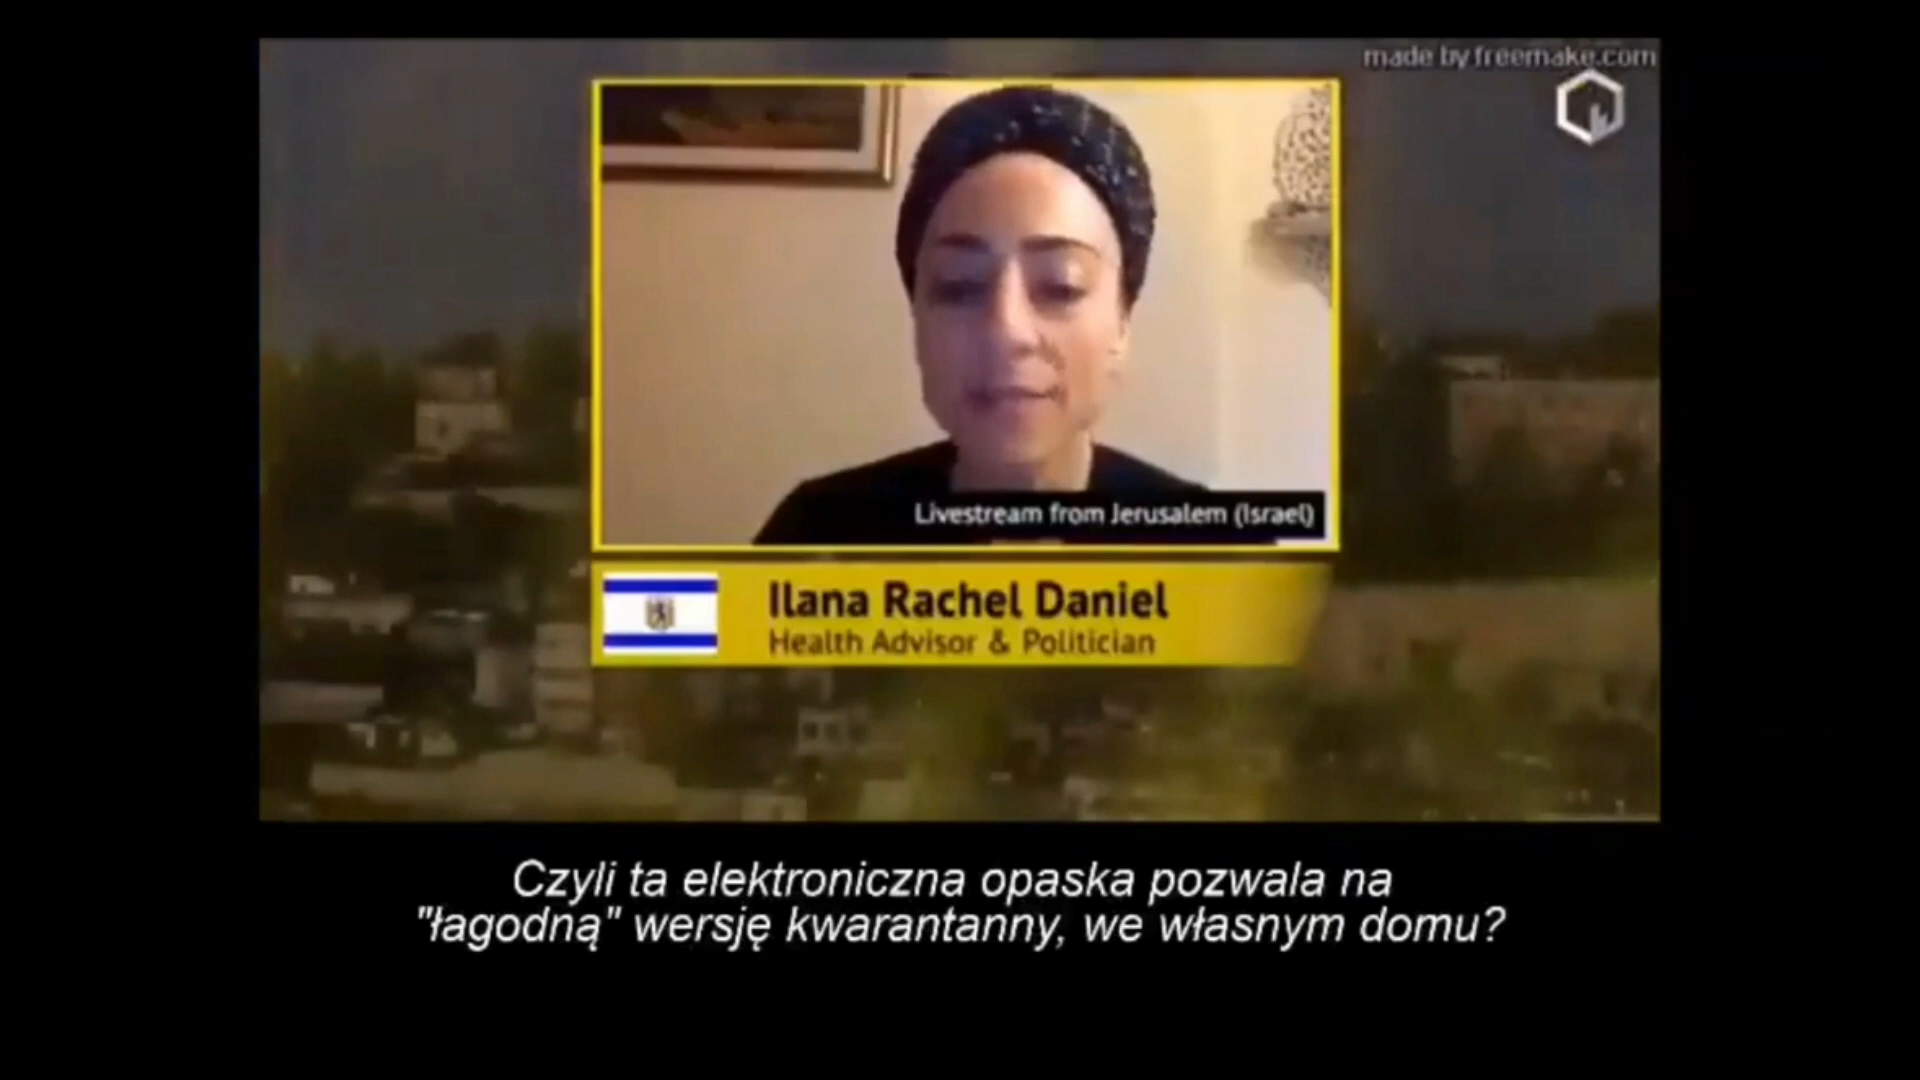 made by freemake.com
Livestream from Jerusalem (Israel)
Ilana Rachel Daniel
Health Advisor & Politician
Czyli ta elektroniczna opaska pozwala na
"łagodną" wersję kwarantanny, we własnym domu?